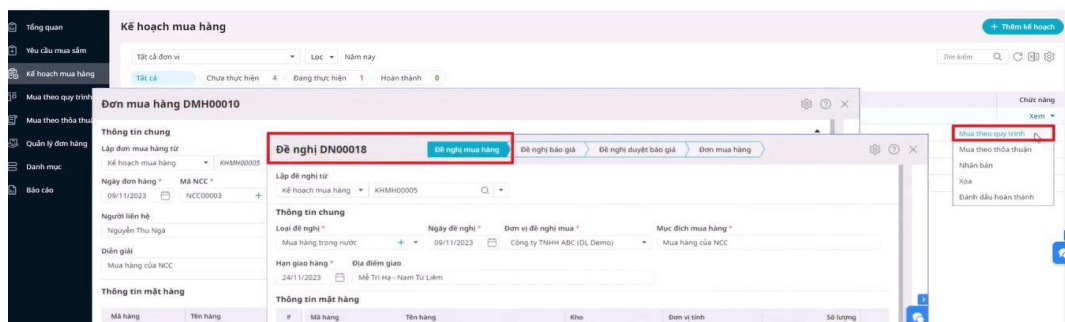 Tổng quan
Yêu cầu mua sắm
Kế hoạch mua hàng
Mua theo quy trình
Mua theo thỏa thuậ
Quản lý đơn hàng
Danh mục
Báo cáo
Kế hoạch mua hàng
+ Thêm kế hoạch
Tất cả đơn vị Lọc Năm nay
Tìm kiếm
Tất cả Chưa thực hiện 4 Đang thực hiện 1 Hoàn thành 0
Chức năng
Xem
Mua theo quy trình
Mua theo thỏa thuận
Nhân bản
Xóa
Đánh dấu hoàn thành
Đơn mua hàng DMH00010
Thông tin chung
Lập đơn mua hàng từ
Kế hoạch mua hàng KHMH00005
Ngày đơn hàng * Mã NCC *
09/11/2023 NCC00003 +
Người liên hệ
Nguyễn Thu Ngà
Diễn giải
Mua hàng của NCC
Thông tin mặt hàng
Mã hàng Tên hàng
Đề nghị DN00018
Đề nghị mua hàng Đề nghị báo giá Đề nghị duyệt báo giá Đơn mua hàng
Lập đề nghị từ
Kế hoạch mua hàng KHMH00005
Thông tin chung
Loại đề nghị * Ngày đề nghị * Đơn vị đề nghị mua * Mục đích mua hàng *
Mua hàng trong nước + 09/11/2023 Công ty TNHH ABC (DL Demo) Mua hàng của NCC
Hạn giao hàng * Địa điểm giao
24/11/2023 Mễ Trì Hạ - Nam Từ Liêm
Thông tin mặt hàng
# Mã hàng Tên hàng Kho Đơn vị tính Số lượng